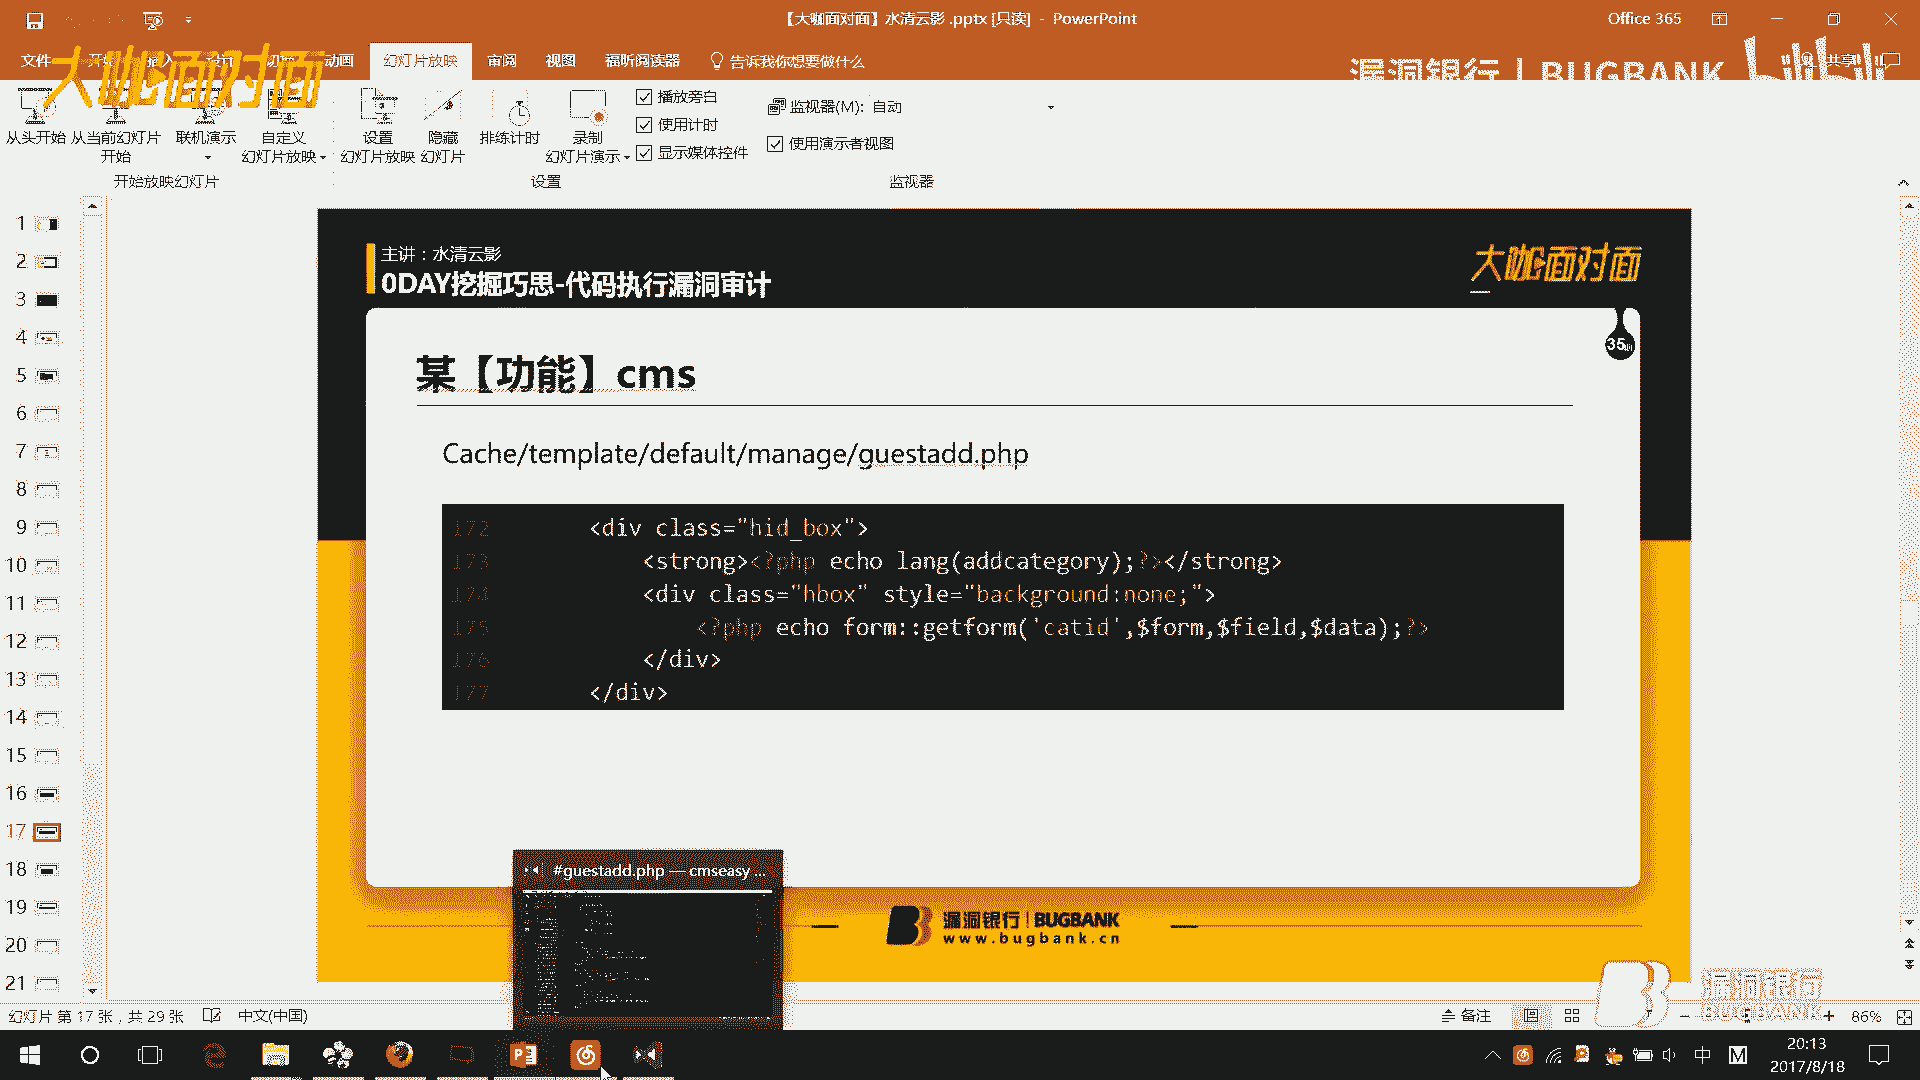 【大咖面对面】水清云影 .pptx [只读] - PowerPoint
Office 365
文件
动画
幻灯片放映
审阅
视图
福昕阅读器
告诉我你想要做什么
共享
大咖面对面
漏洞银行 | BUGBANK
bilibili
从头开始
从当前幻灯片
开始
联机演示
自定义
幻灯片放映
设置
幻灯片放映
隐藏
幻灯片
排练计时
录制
幻灯片演示
播放旁白
使用计时
显示媒体控件
监视器(M): 自动
使用演示者视图
开始放映幻灯片
设置
监视器
1
2
3
4
5
6
7
8
9
10
11
12
13
14
15
16
17
18
19
20
21
主讲：水清云影
0DAY挖掘巧思-代码执行漏洞审计
大咖面对面
35期
某【功能】cms
Cache/template/default/manage/guestadd.php
172 <div class="hid_box">
173 <strong><?php echo lang(addcategory);?></strong>
174 <div class="hbox" style="background:none;">
175 <?php echo form::getform('catid',$form,$field,$data);?>
176 </div>
177 </div>
#guestadd.php — cmseasy ...
漏洞银行 | BUGBANK
www.bugbank.cn
漏洞银行
BUGBANK
幻灯片 第 17 张，共 29 张
中文(中国)
备注
86%
中
M
20:13
2017/8/18